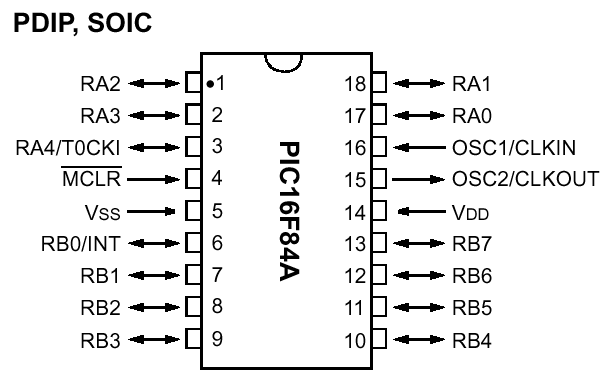 PDIP, SOIC
RA2 1 18 RA1
RA3 2 17 RA0
RA4/T0CKI 3 16 OSC1/CLKIN
MCLR 4 15 OSC2/CLKOUT
VSS 5 14 VDD
RB0/INT 6 13 RB7
RB1 7 12 RB6
RB2 8 11 RB5
RB3 9 10 RB4
PIC16F84A